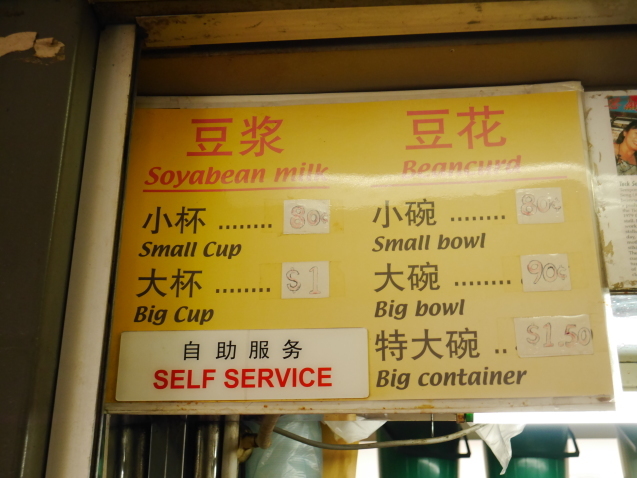 豆浆
Soyabean milk
小杯 ........ 80¢
Small Cup
大杯 ........ $1
Big Cup
自助服务
SELF SERVICE
豆花
Beancurd
小碗 ........ 80¢
Small bowl
大碗 ........ 90¢
Big bowl
特大碗 .. $1.50
Big container